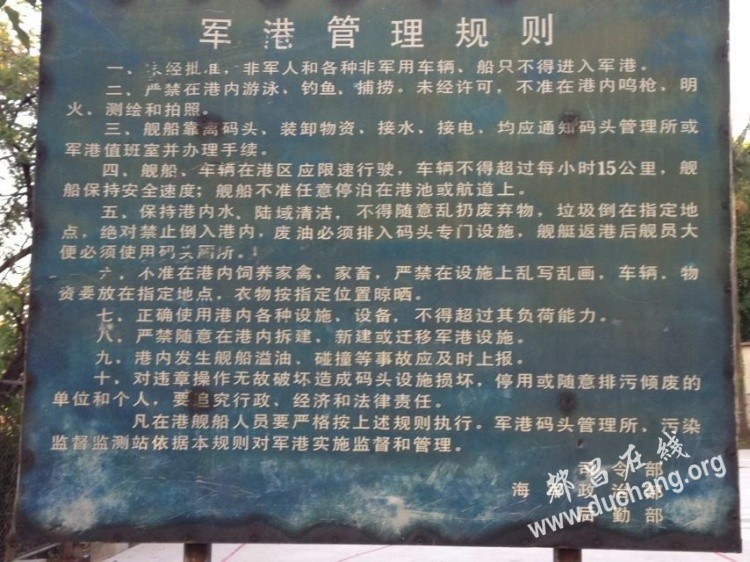 军港管理规则
一、未经批准，非军人和各种非军用车辆、船只不得进入军港。
二、严禁在港内游泳、钓鱼、捕捞。未经许可，不准在港内鸣枪、明
火、测绘和拍照。
三、舰船靠离码头、装卸物资、接水、接电、均应通知码头管理所或
军港值班室并办理手续。
四、舰船、车辆在港区应限速行驶，车辆不得超过每小时15公里，舰
船保持安全速度；舰船不准任意停泊在港池或航道上。
五、保持港内水、陆域清洁，不得随意乱扔废弃物，垃圾倒在指定地
点，绝对禁止倒入港内，废油必须排入码头专门设施，舰艇返港后舰员大
便必须使用码头厕所。
六、不准在港内饲养家禽、家畜，严禁在设施上乱写乱画，车辆、物
资要放在指定地点，衣物按指定位置晾晒。
七、正确使用港内各种设施、设备，不得超过其负荷能力。
八、严禁随意在港内拆建、新建或迁移军港设施。
九、港内发生舰船溢油、碰撞等事故应及时上报。
十、对违章操作无故破坏造成码头设施损坏，停用或随意排污倾废的
单位和个人，要追究行政、经济和法律责任。
凡在港舰船人员要严格按上述规则执行。军港码头管理所，污染
监督监测站依据本规则对军港实施监督和管理。
令部
海 政治
勤部
都昌在线
www.duchang.org